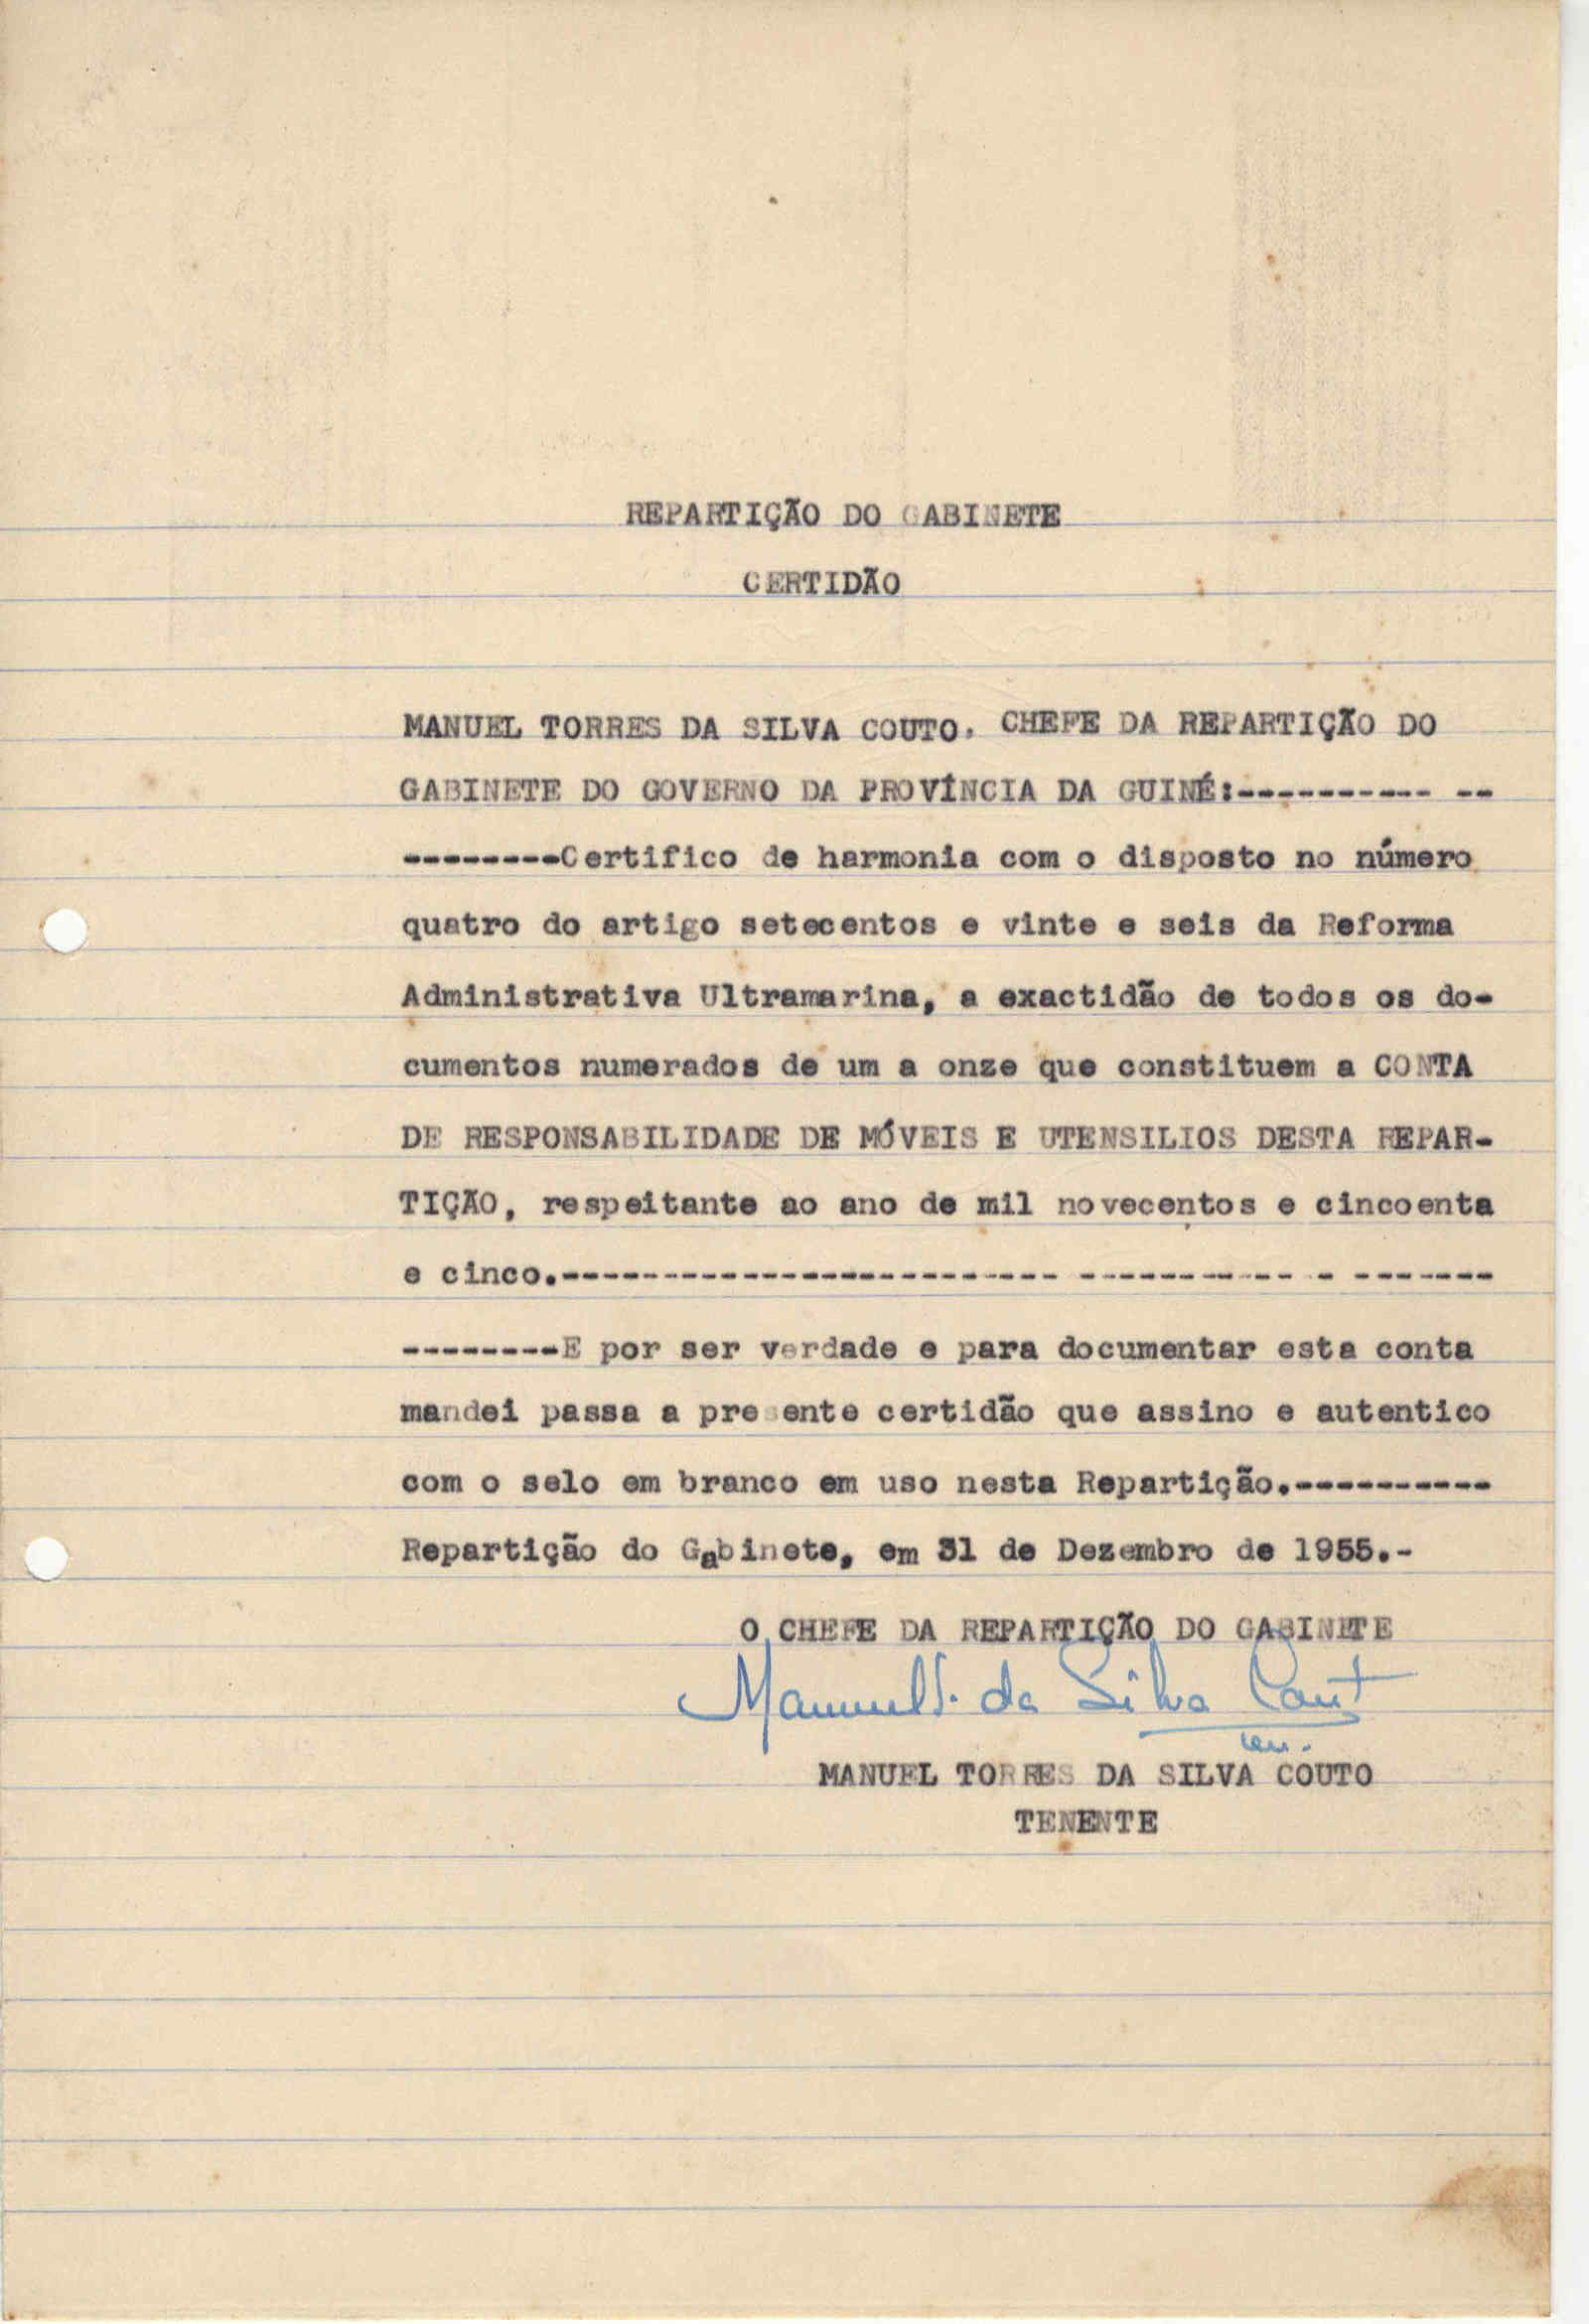 REPARTIÇÃO DO GABINETE
CERTIDÃO
MANUEL TORRES DA SILVA COUTO, CHEFE DA REPARTIÇÃO DO
GABINETE DO GOVERNO DA PROVÍNCIA DA GUINÉ:----------- --
--------Certifico de harmonia com o disposto no número
quatro do artigo setecentos e vinte e seis da Reforma
Administrativa Ultramarina, a exactidão de todos os do-
cumentos numerados de um a onze que constituem a CONTA
DE RESPONSABILIDADE DE MÓVEIS E UTENSILIOS DESTA REPAR-
TIÇÃO, respeitante ao ano de mil novecentos e cincoenta
e cinco.------------------------- ----------- - -------
--------E por ser verdade e para documentar esta conta
mandei passa a presente certidão que assino e autentico
com o selo em branco em uso nesta Repartição.----------
Repartição do Gabinete, em 31 de Dezembro de 1955.-
O CHEFE DA REPARTIÇÃO DO GABINETE
Manuel T. da Silva Couto
Ten.
MANUEL TORRES DA SILVA COUTO
TENENTE